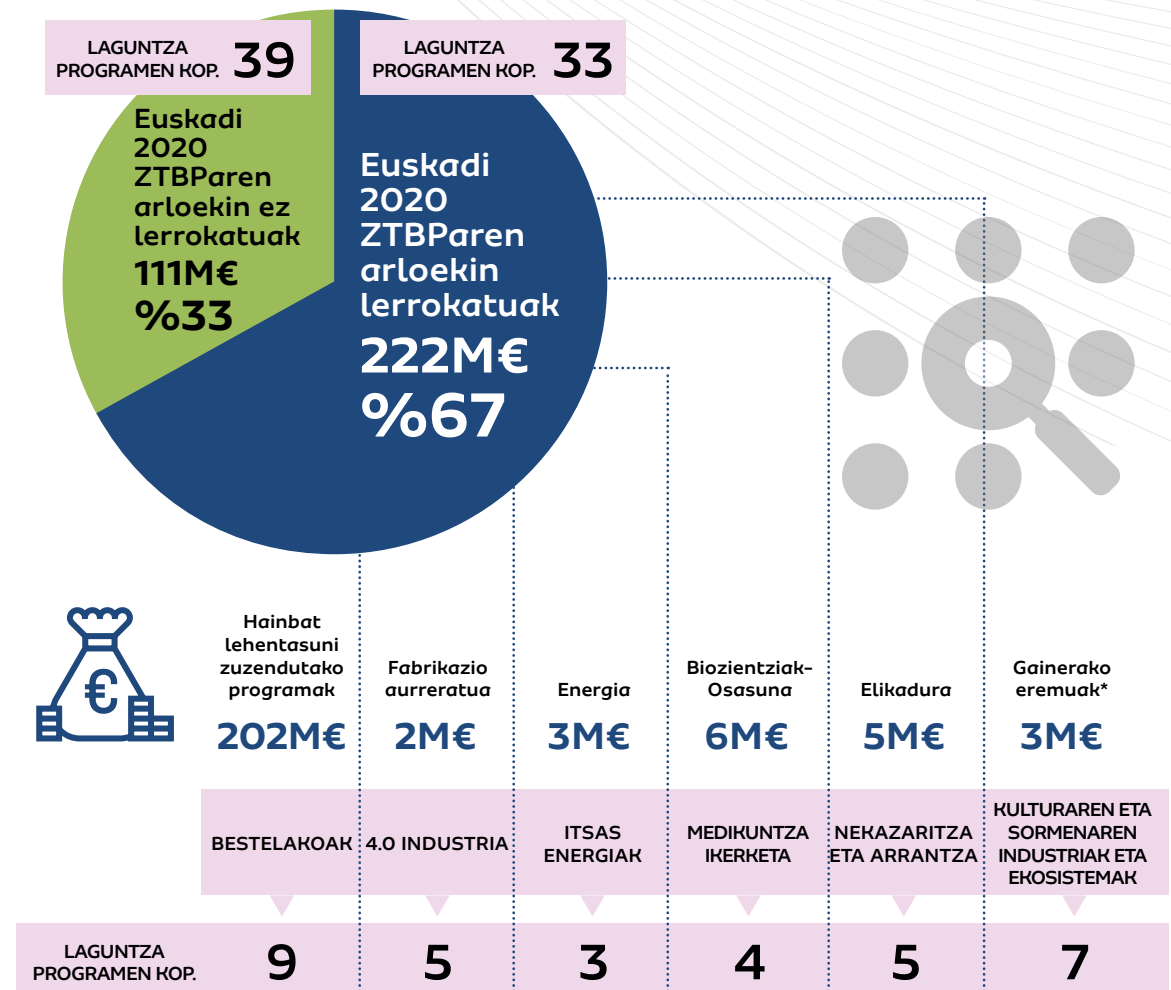 LAGUNTZA
PROGRAMEN KOP.
39
LAGUNTZA
PROGRAMEN KOP.
33
Euskadi
2020
ZTBParen
arloekin ez
lerrokatuak
111M€
%33
Euskadi
2020
ZTBParen
arloekin
lerrokatuak
222M€
%67
€
Hainbat
lehentasuni
zuzendutako
programak
202M€
Fabrikazio
aurreratua
2M€
Energia
3M€
Biozientziak-
Osasuna
6M€
Elikadura
5M€
Gainerako
eremuak*
3M€
BESTELAKOAK
4.0 INDUSTRIA
ITSAS
ENERGIAK
MEDIKUNTZA
IKERKETA
NEKAZARITZA
ETA ARRANTZA
KULTURAREN ETA
SORMENAREN
INDUSTRIAK ETA
EKOSISTEMAK
LAGUNTZA
PROGRAMEN KOP.
9
5
3
4
5
7